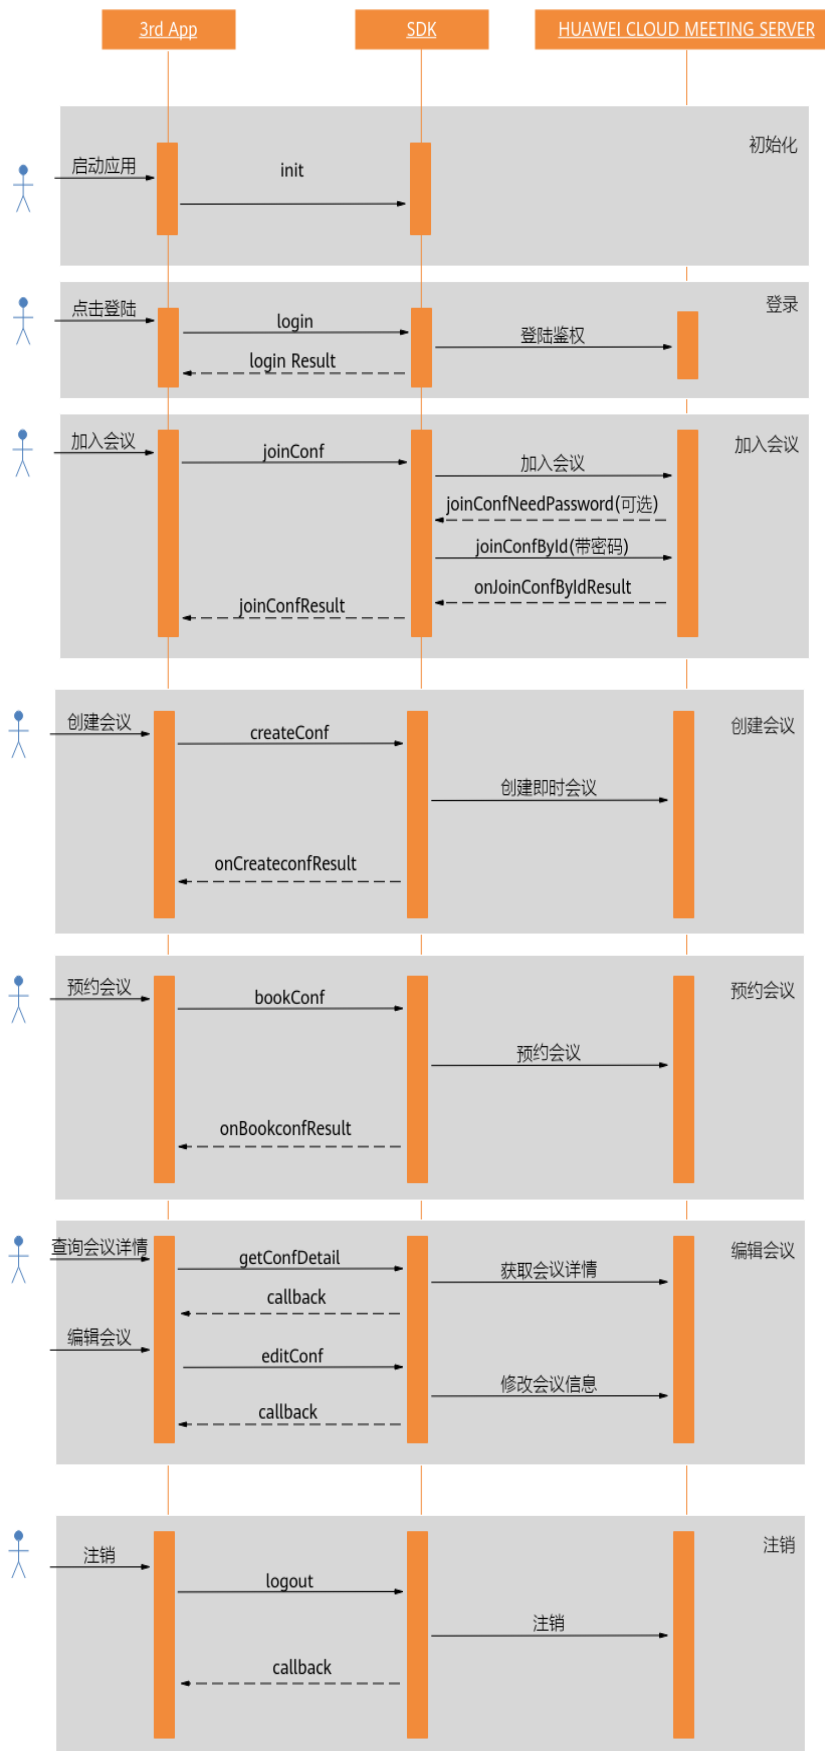 3rd App
SDK
HUAWEI CLOUD MEETING SERVER
初始化
启动应用
init
登录
点击登陆
login
登陆鉴权
login Result
加入会议
加入会议
joinConf
加入会议
joinConfNeedPassword(可选)
joinConfById(带密码)
onJoinConfByIdResult
joinConfResult
创建会议
创建会议
createConf
创建即时会议
onCreateconfResult
预约会议
预约会议
bookConf
预约会议
onBookconfResult
查询会议详情
编辑会议
getConfDetail
获取会议详情
callback
编辑会议
editConf
修改会议信息
callback
注销
注销
logout
注销
callback